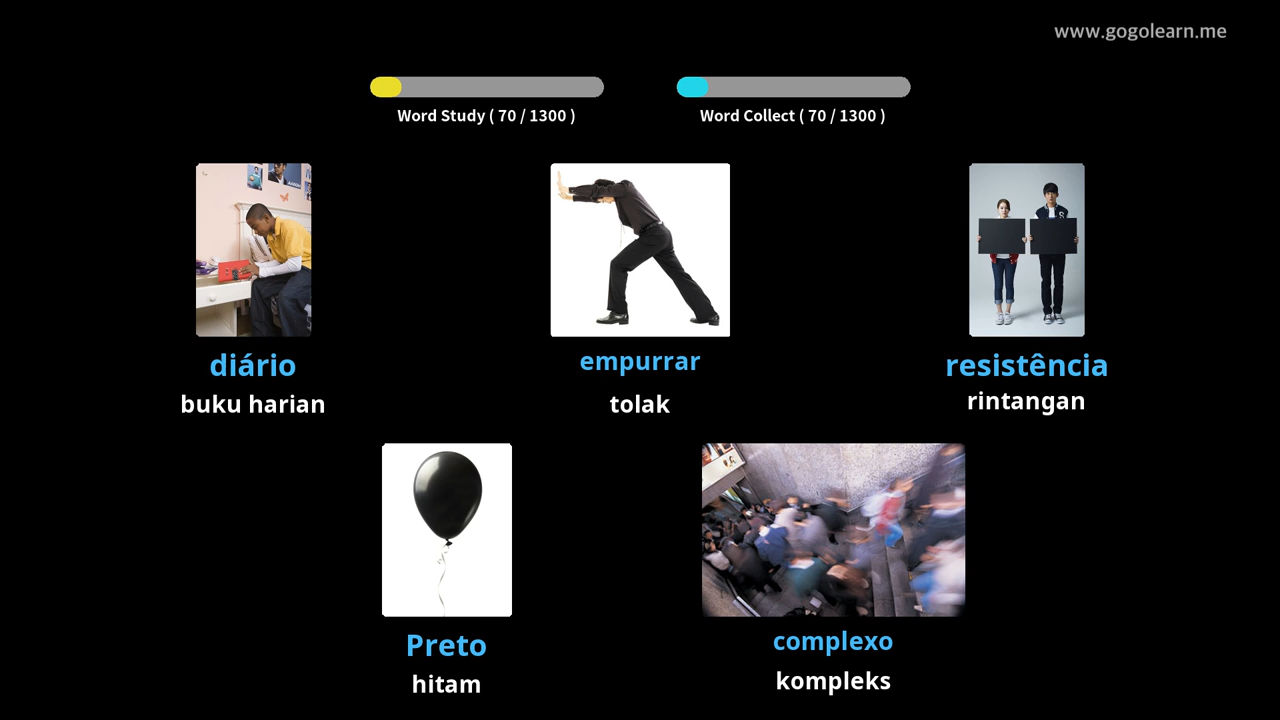 www.gogolearn.me
Word Study ( 70 / 1300 )
Word Collect ( 70 / 1300 )
diário
buku harian
empurrar
tolak
resistência
rintangan
Preto
hitam
complexo
kompleks